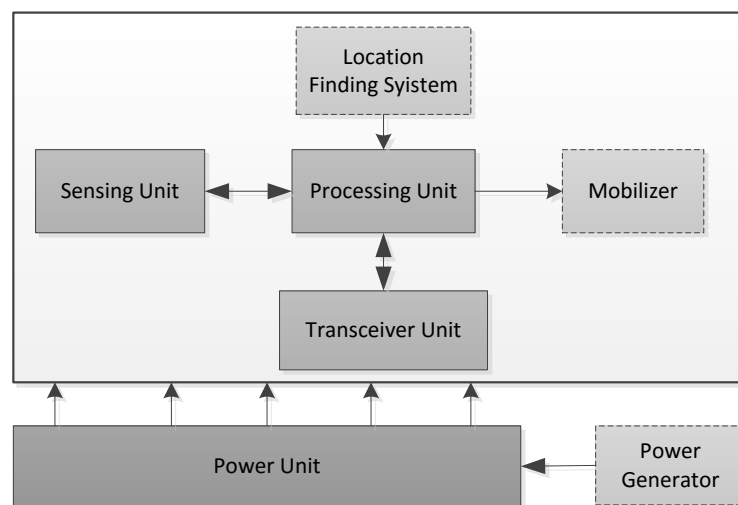 Location
Finding Syistem
Sensing Unit
Processing Unit
Mobilizer
Transceiver Unit
Power Unit
Power
Generator